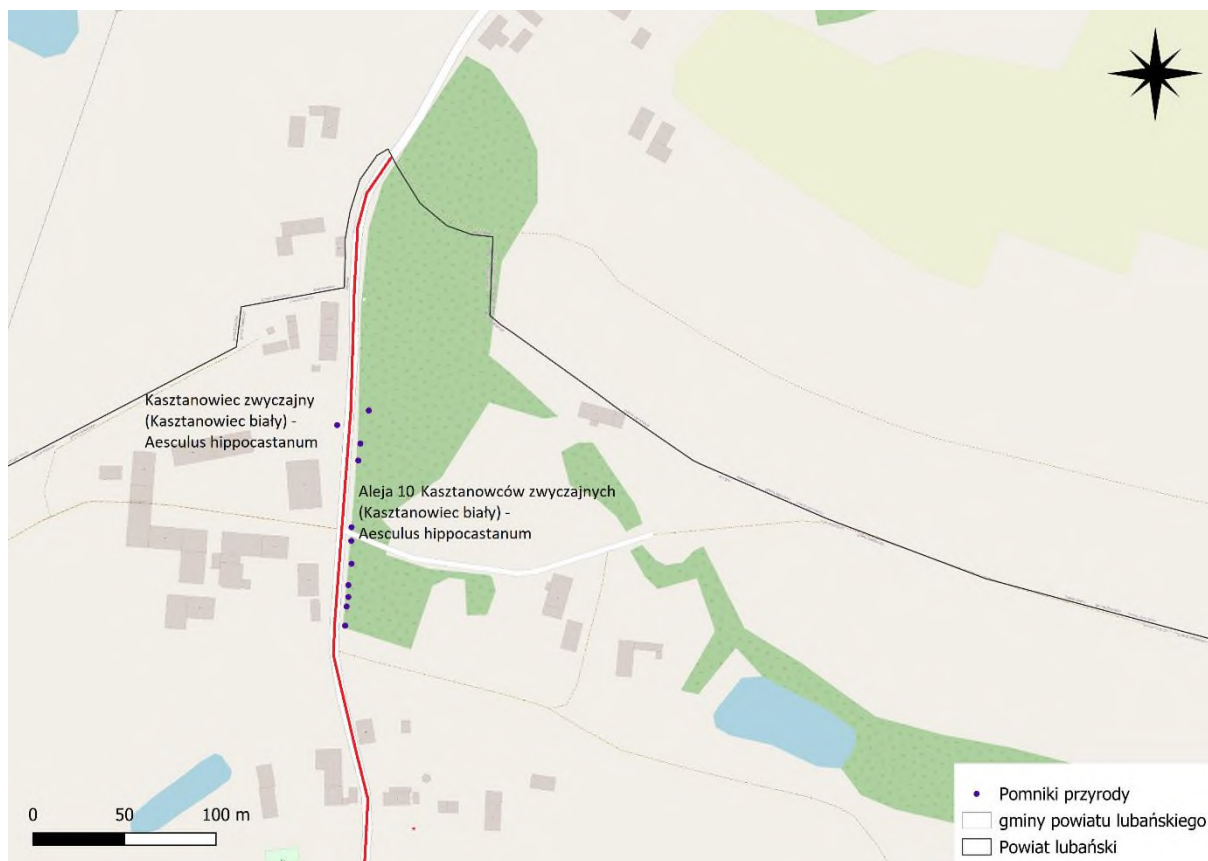 Kasztanowiec zwyczajny
(Kasztanowiec biały) -
Aesculus hippocastanum
Aleja 10 Kasztanowców zwyczajnych
(Kasztanowiec biały) -
Aesculus hippocastanum
0 50 100 m
Pomniki przyrody
gminy powiatu lubańskiego
Powiat lubański